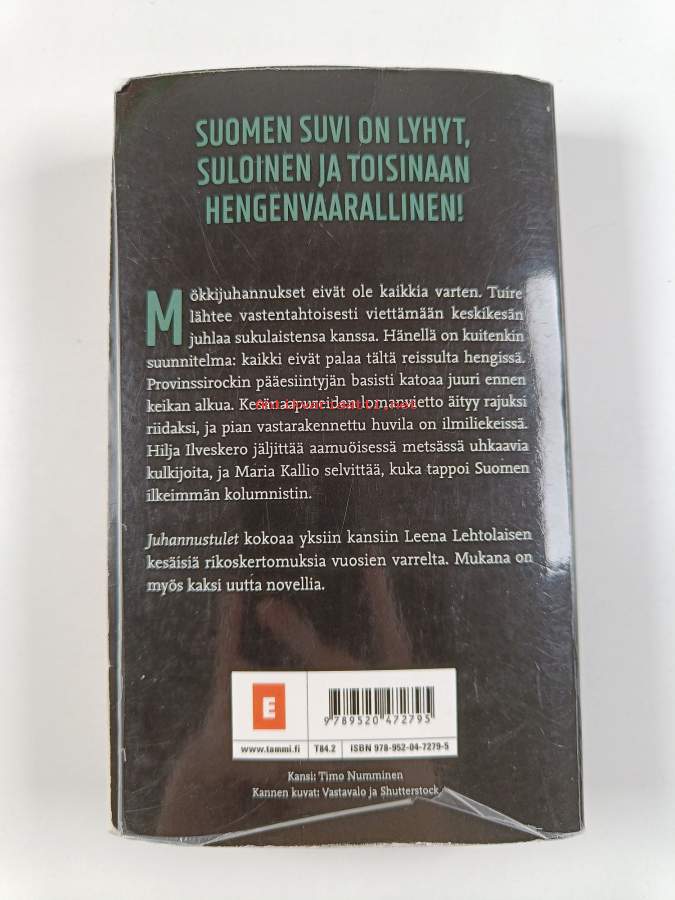 SUOMEN SUVI ON LYHYT,
SULOINEN JA TOISINAAN
HENGENVAARALLINEN!
Mökkijuhannukset eivät ole kaikkia varten. Tuire
lähtee vastentahtoisesti viettämään keskikesän
juhlaa sukulaistensa kanssa. Hänellä on kuitenkin
suunnitelma: kaikki eivät palaa tältä reissulta hengissä.
Provinssirockin pääesiintyjän basisti katoaa juuri ennen
keikan alkua. Kesänaapureiden omanvietto äityy rajuksi
riidaksi, ja pian vastarakennettu huvila on ilmiliekeissä.
Hilja Ilveskero jäljittää aamuöisessä metsässä uhkaavia
kulkijoita, ja Maria Kallio selvittää, kuka tappoi Suomen
ilkeimmän kolumnistin.
Juhannustulet kokoaa yksiin kansiin Leena Lehtolaisen
kesäisiä rikoskertomuksia vuosien varrelta. Mukana on
myös kaksi uutta novellia.
E
9789520472795
www.tammi.fi T84.2 ISBN 978-952-04-7279-5
Kansi: Timo Numminen
Kannen kuvat: Vastavalo ja Shutterstock